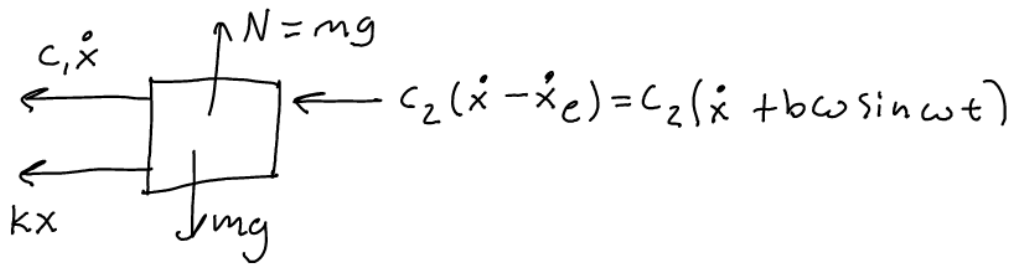 N = mg
c₁ẋ
c₂(ẋ - ẋₑ) = c₂(ẋ + bω sin ωt)
kx
mg